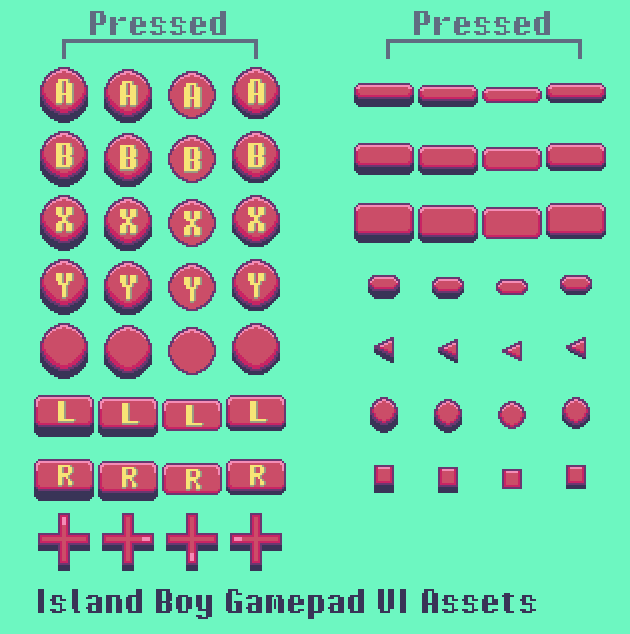 Pressed Pressed
A A A A
B B B B
X X X X
Y Y Y Y
L L L L
R R R R
Island Boy Gamepad UI Assets